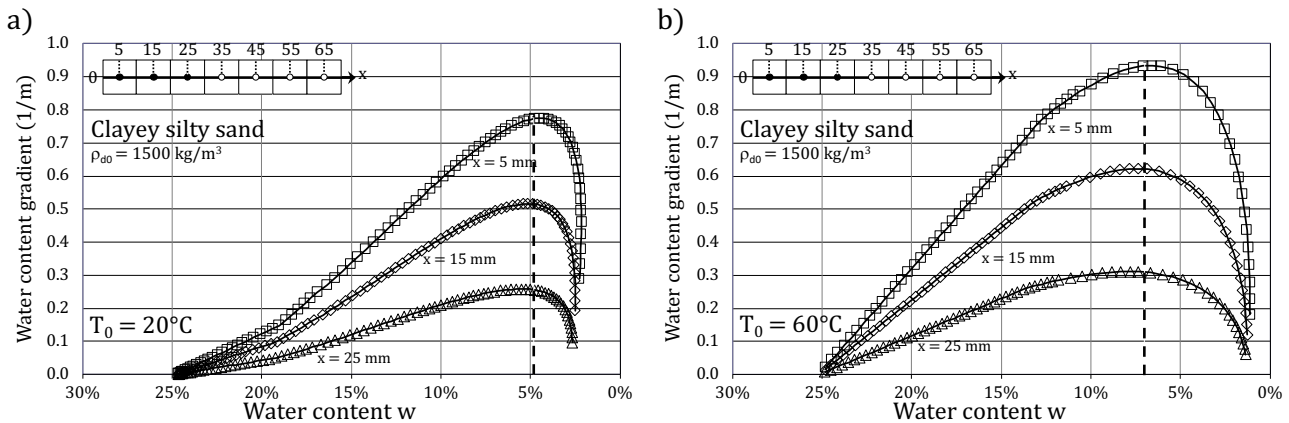 a)
Water content gradient (1/m)
1.0
0.9
0.8
0.7
0.6
0.5
0.4
0.3
0.2
0.1
0.0
5 15 25 35 45 55 65
0 x
Clayey silty sand
ρd0 = 1500 kg/m³
x = 5 mm
x = 15 mm
x = 25 mm
T0 = 20°C
30% 25% 20% 15% 10% 5% 0%
Water content w
b)
Water content gradient (1/m)
1.0
0.9
0.8
0.7
0.6
0.5
0.4
0.3
0.2
0.1
0.0
5 15 25 35 45 55 65
0 x
Clayey silty sand
ρd0 = 1500 kg/m³
x = 5 mm
x = 15 mm
x = 25 mm
T0 = 60°C
30% 25% 20% 15% 10% 5% 0%
Water content w